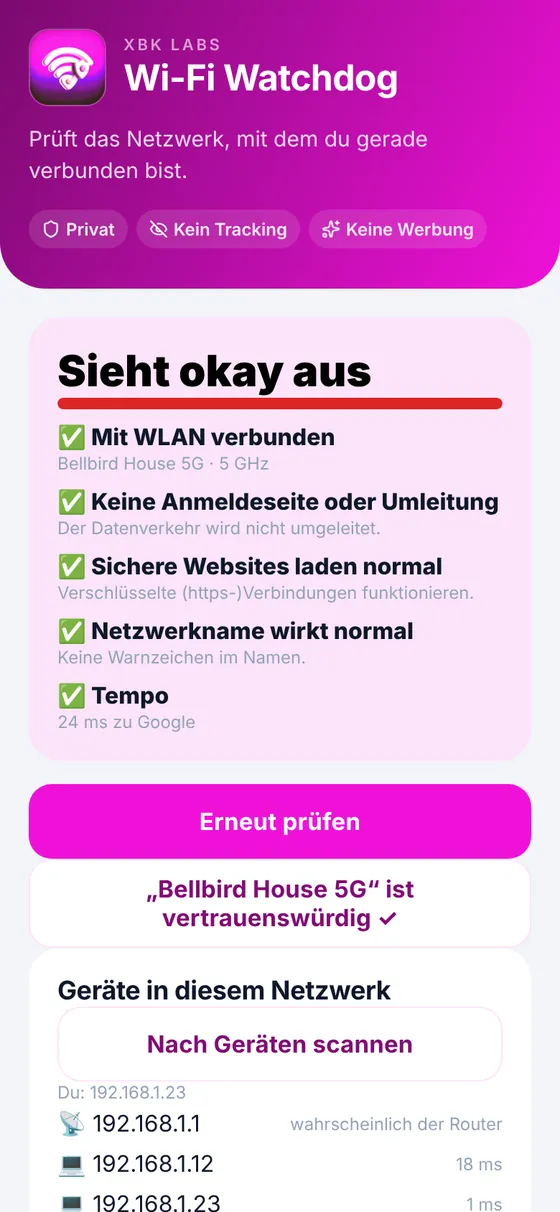 XBK LABS
Wi-Fi Watchdog
Prüft das Netzwerk, mit dem du gerade
verbunden bist.
Privat
Kein Tracking
Keine Werbung
Sieht okay aus
✅ Mit WLAN verbunden
Bellbird House 5G · 5 GHz
✅ Keine Anmeldeseite oder Umleitung
Der Datenverkehr wird nicht umgeleitet.
✅ Sichere Websites laden normal
Verschlüsselte (https-)Verbindungen funktionieren.
✅ Netzwerkname wirkt normal
Keine Warnzeichen im Namen.
✅ Tempo
24 ms zu Google
Erneut prüfen
„Bellbird House 5G“ ist
vertrauenswürdig ✓
Geräte in diesem Netzwerk
Nach Geräten scannen
Du: 192.168.1.23
192.168.1.1 wahrscheinlich der Router
192.168.1.12 18 ms
192.168.1.23 1 ms